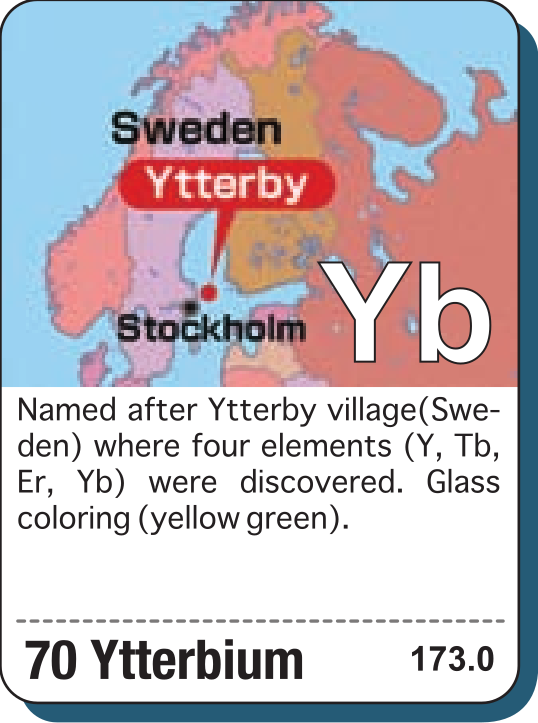 Sweden
Ytterby
Yb
Stockholm
Named after Ytterby village(Swe-
den) where four elements (Y, Tb,
Er, Yb) were discovered. Glass
coloring (yellow green).
70 Ytterbium 173.0